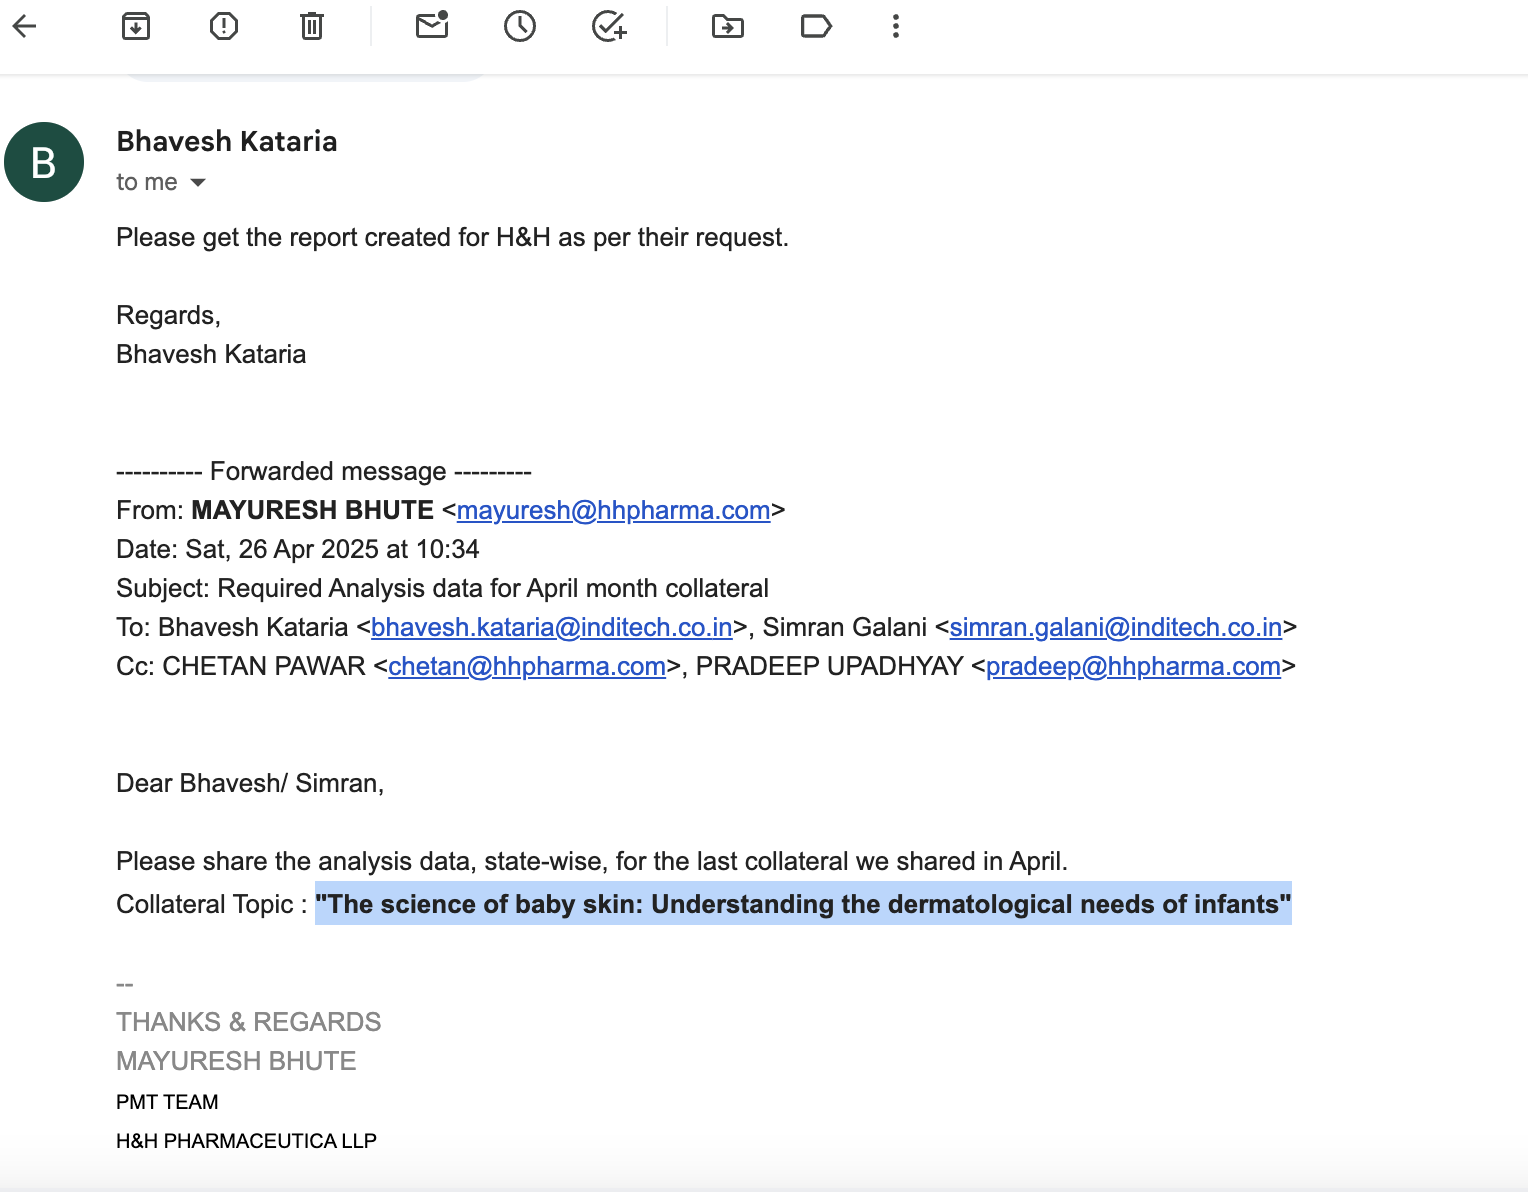 B
Bhavesh Kataria
to me
Please get the report created for H&H as per their request.
Regards,
Bhavesh Kataria
---------- Forwarded message ---------
From: MAYURESH BHUTE <mayuresh@hhpharma.com>
Date: Sat, 26 Apr 2025 at 10:34
Subject: Required Analysis data for April month collateral
To: Bhavesh Kataria <bhavesh.kataria@inditech.co.in>, Simran Galani <simran.galani@inditech.co.in>
Cc: CHETAN PAWAR <chetan@hhpharma.com>, PRADEEP UPADHYAY <pradeep@hhpharma.com>
Dear Bhavesh/ Simran,
Please share the analysis data, state-wise, for the last collateral we shared in April.
Collateral Topic : "The science of baby skin: Understanding the dermatological needs of infants"
--
THANKS & REGARDS
MAYURESH BHUTE
PMT TEAM
H&H PHARMACEUTICA LLP